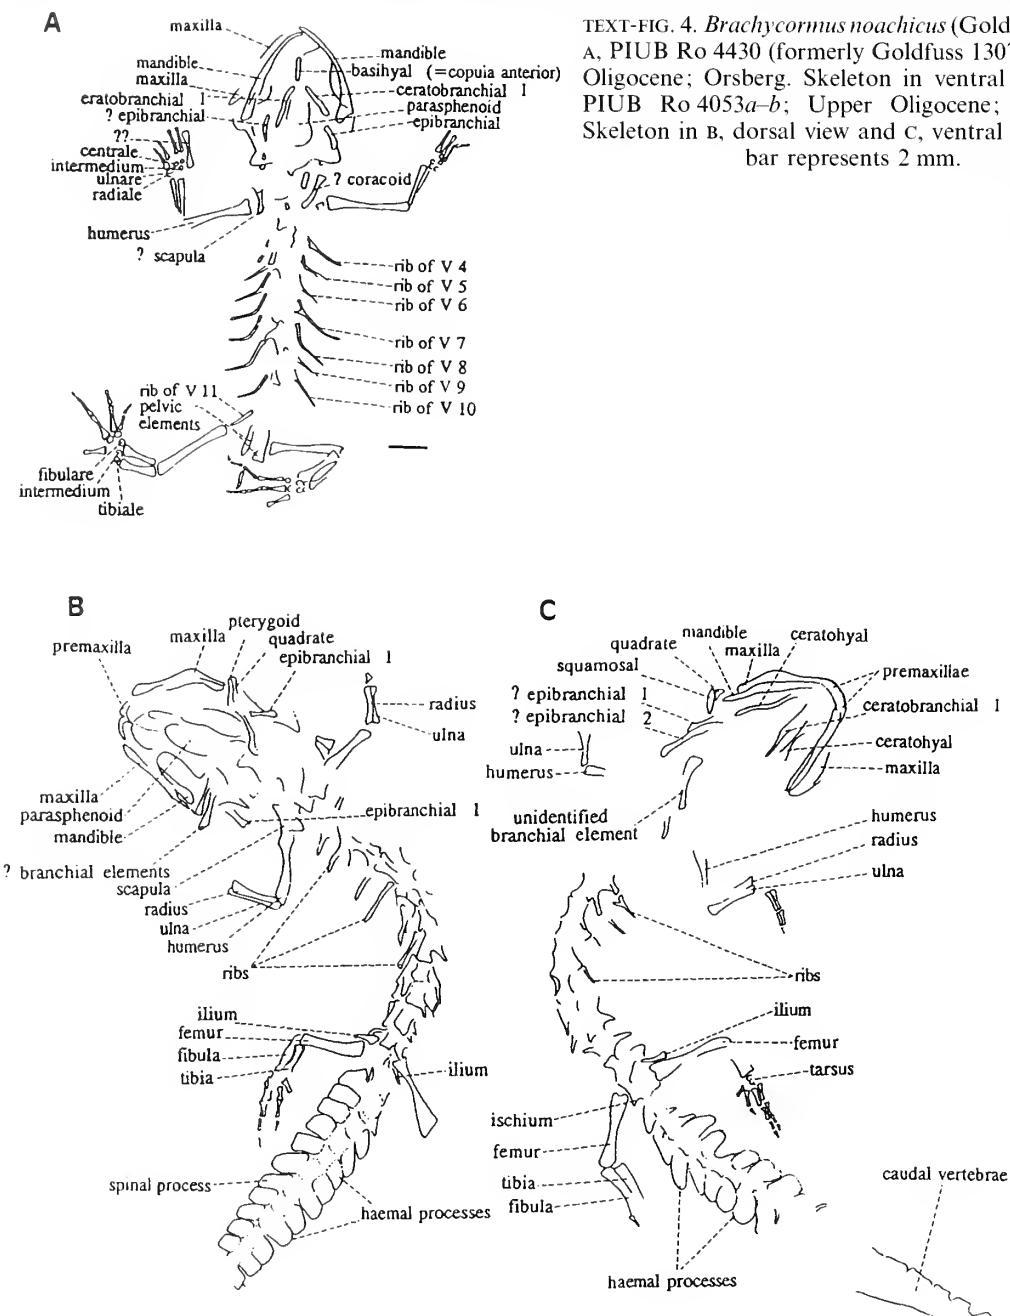 A
TEXT-FIG. 4. Brachycormus noachicus (Gold
A, PIUB Ro 4430 (formerly Goldfuss 130
Oligocene; Orsberg. Skeleton in ventral
PIUB Ro 4053a–b; Upper Oligocene;
Skeleton in B, dorsal view and C, ventral
bar represents 2 mm.
maxilla
mandible
mandible
maxilla
basihyal (=copuia anterior)
eratobranchial 1
ceratobranchial 1
? epibranchial
parasphenoid
epibranchial
??
centrale
intermedium
ulnare
radiale
? coracoid
humerus
? scapula
rib of V 4
rib of V 5
rib of V 6
rib of V 7
rib of V 8
rib of V 9
rib of V 10
rib of V 11
pelvic
elements
fibulare
intermedium
tibiale
B
premaxilla
maxilla
pterygoid
quadrate
epibranchial 1
radius
ulna
maxilla
parasphenoid
mandible
epibranchial 1
? branchial elements
scapula
radius
ulna
humerus
ribs
ilium
femur
fibula
tibia
ilium
spinal process
haemal processes
C
quadrate
mandible
maxilla
ceratohyal
squamosal
premaxillae
? epibranchial 1
? epibranchial 2
ceratobranchial 1
ulna
humerus
ceratohyal
maxilla
unidentified
branchial element
humerus
radius
ulna
ribs
ilium
femur
tarsus
ischium
femur
tibia
fibula
caudal vertebrae
haemal processes